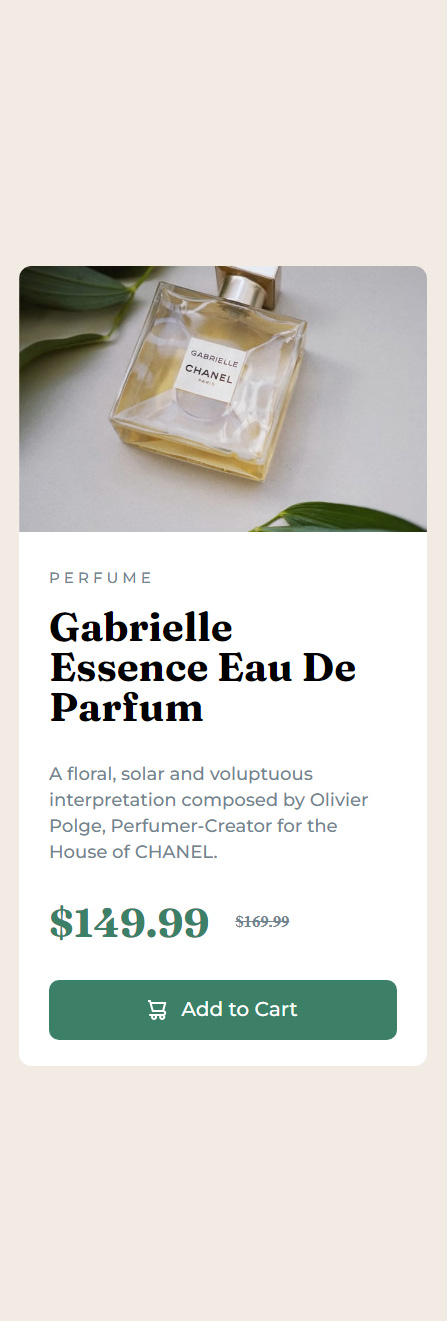 GABRIELLE
CHANEL
PARIS
PERFUME
Gabrielle
Essence Eau De
Parfum
A floral, solar and voluptuous
interpretation composed by Olivier
Polge, Perfumer-Creator for the
House of CHANEL.
$149.99 $169.99
Add to Cart